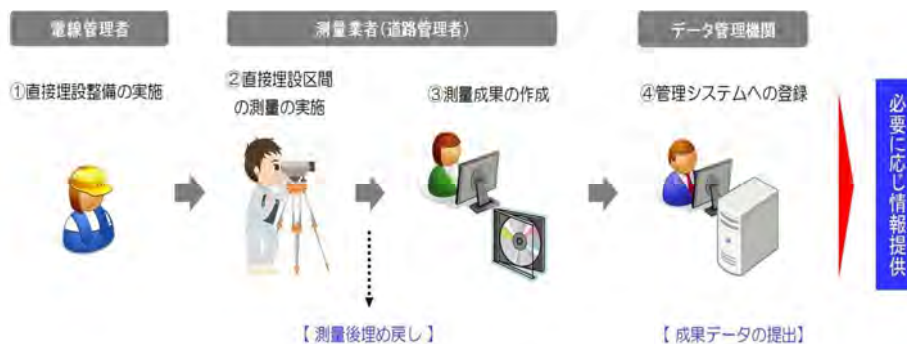 電線管理者
測量業者(道路管理者)
データ管理機関
①直接埋設整備の実施
②直接埋設区間
の測量の実施
③測量成果の作成
④管理システムへの登録
必要に応じ情報提供
【 測量後埋め戻し 】
【 成果データの提出】